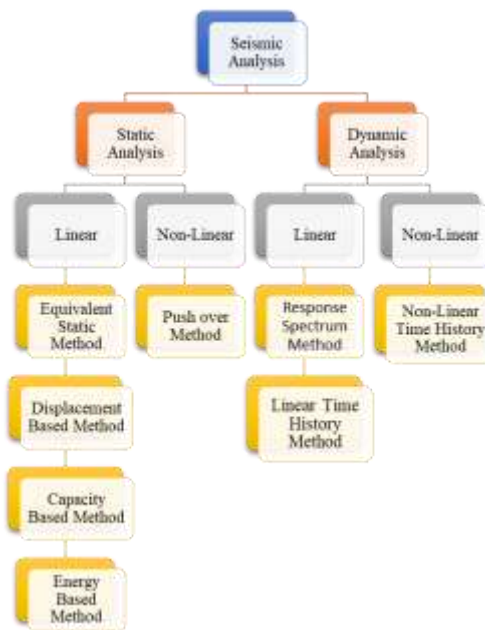 Seismic
Analysis
Static
Analysis
Dynamic
Analysis
Linear
Non-Linear
Linear
Non-Linear
Equivalent
Static
Method
Push over
Method
Response
Spectrum
Method
Non-Linear
Time History
Method
Displacement
Based Method
Linear Time
History
Method
Capacity
Based Method
Energy
Based
Method